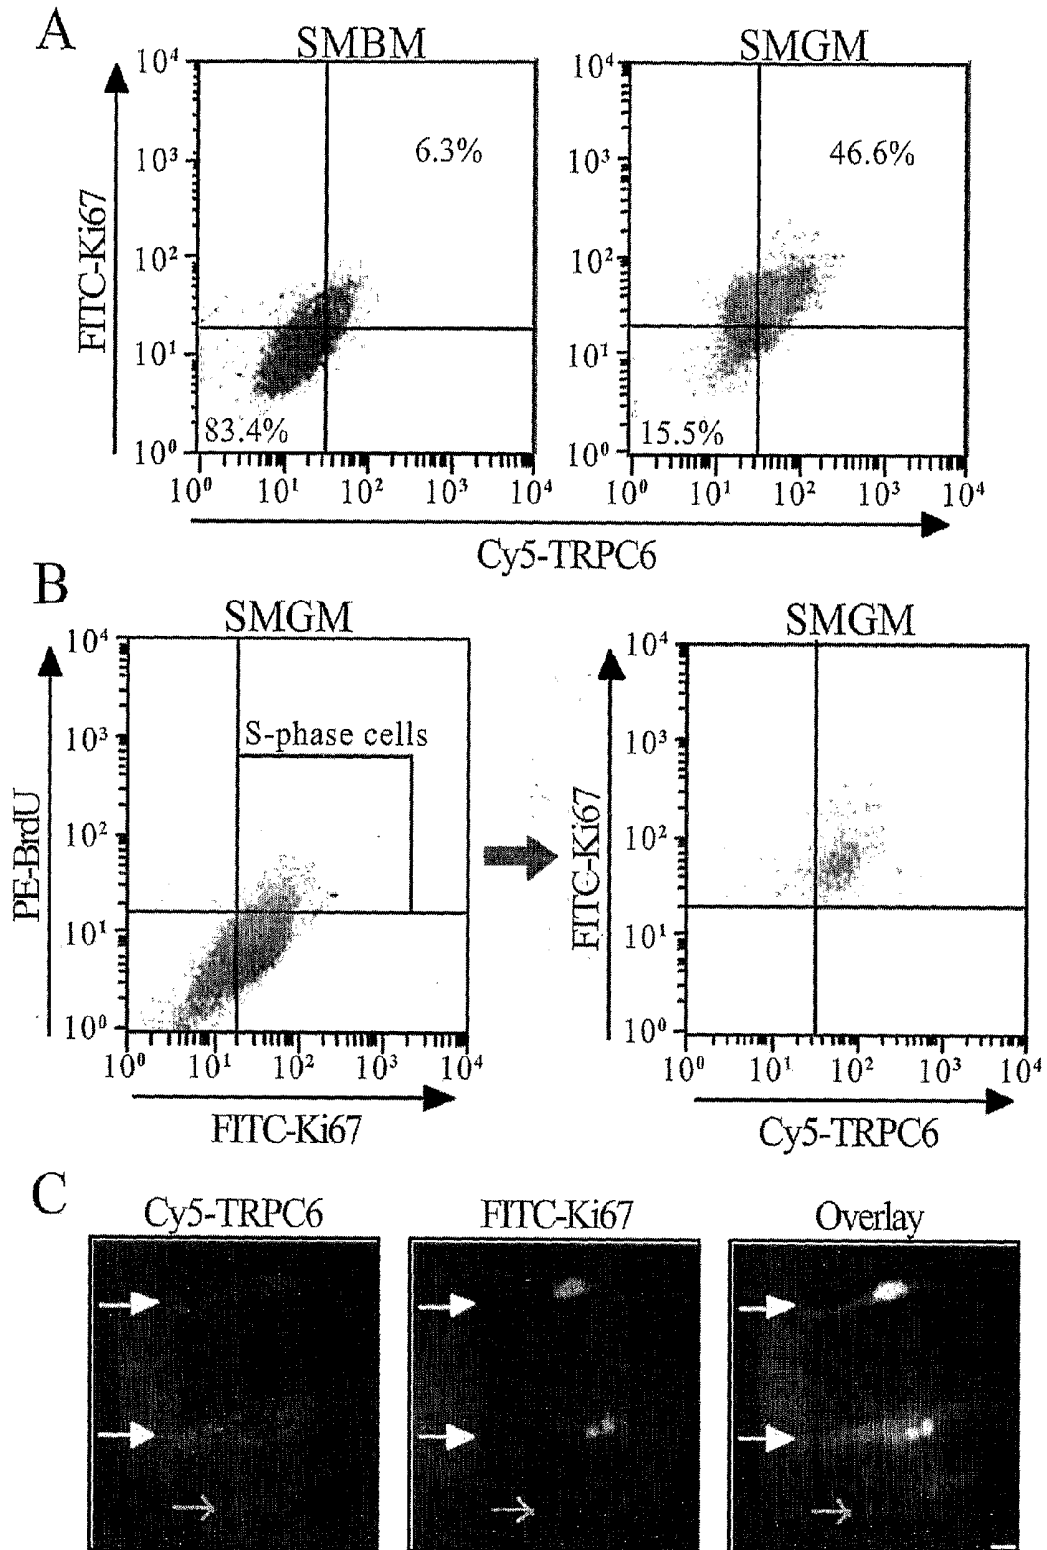 A
SMBM
SMGM
10⁴
10³
10²
10¹
10⁰
6.3%
83.4%
10⁰ 10¹ 10² 10³ 10⁴
FITC-Ki67
10⁴
10³
10²
10¹
10⁰
46.6%
15.5%
10⁰ 10¹ 10² 10³ 10⁴
Cy5-TRPC6
B
SMGM
SMGM
10⁴
10³
10²
10¹
10⁰
S-phase cells
PE-BrdU
10⁰ 10¹ 10² 10³ 10⁴
FITC-Ki67
10⁴
10³
10²
10¹
10⁰
FITC-Ki67
10⁰ 10¹ 10² 10³ 10⁴
Cy5-TRPC6
C
Cy5-TRPC6
FITC-Ki67
Overlay